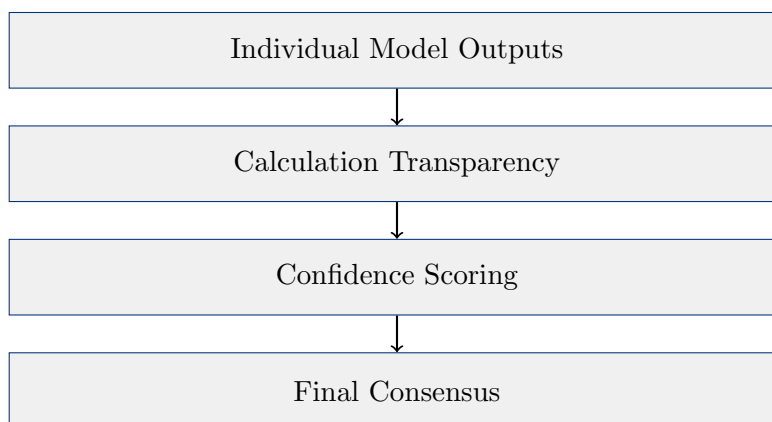 Individual Model Outputs
Calculation Transparency
Confidence Scoring
Final Consensus